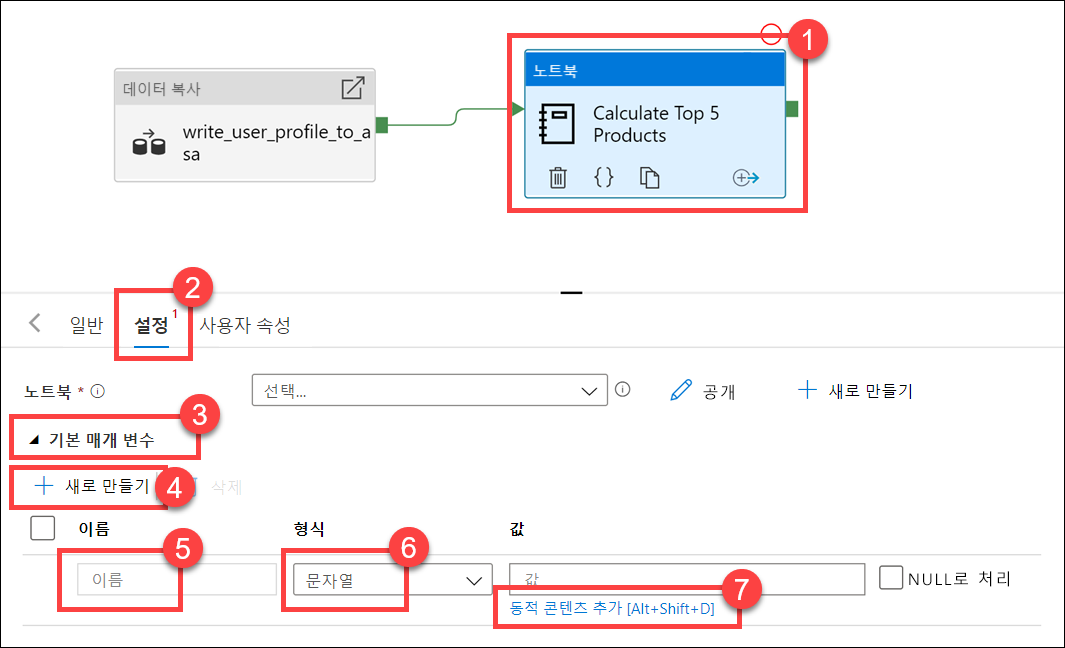 1
데이터 복사
노트북
write_user_profile_to_a
sa
Calculate Top 5
Products
{}
2
일반
설정 1
사용자 속성
노트북 *
선택...
공개
새로 만들기
3
기본 매개 변수
4
새로 만들기
삭제
이름
형식
값
5
6
이름
문자열
값
NULL로 처리
7
동적 콘텐츠 추가 [Alt+Shift+D]